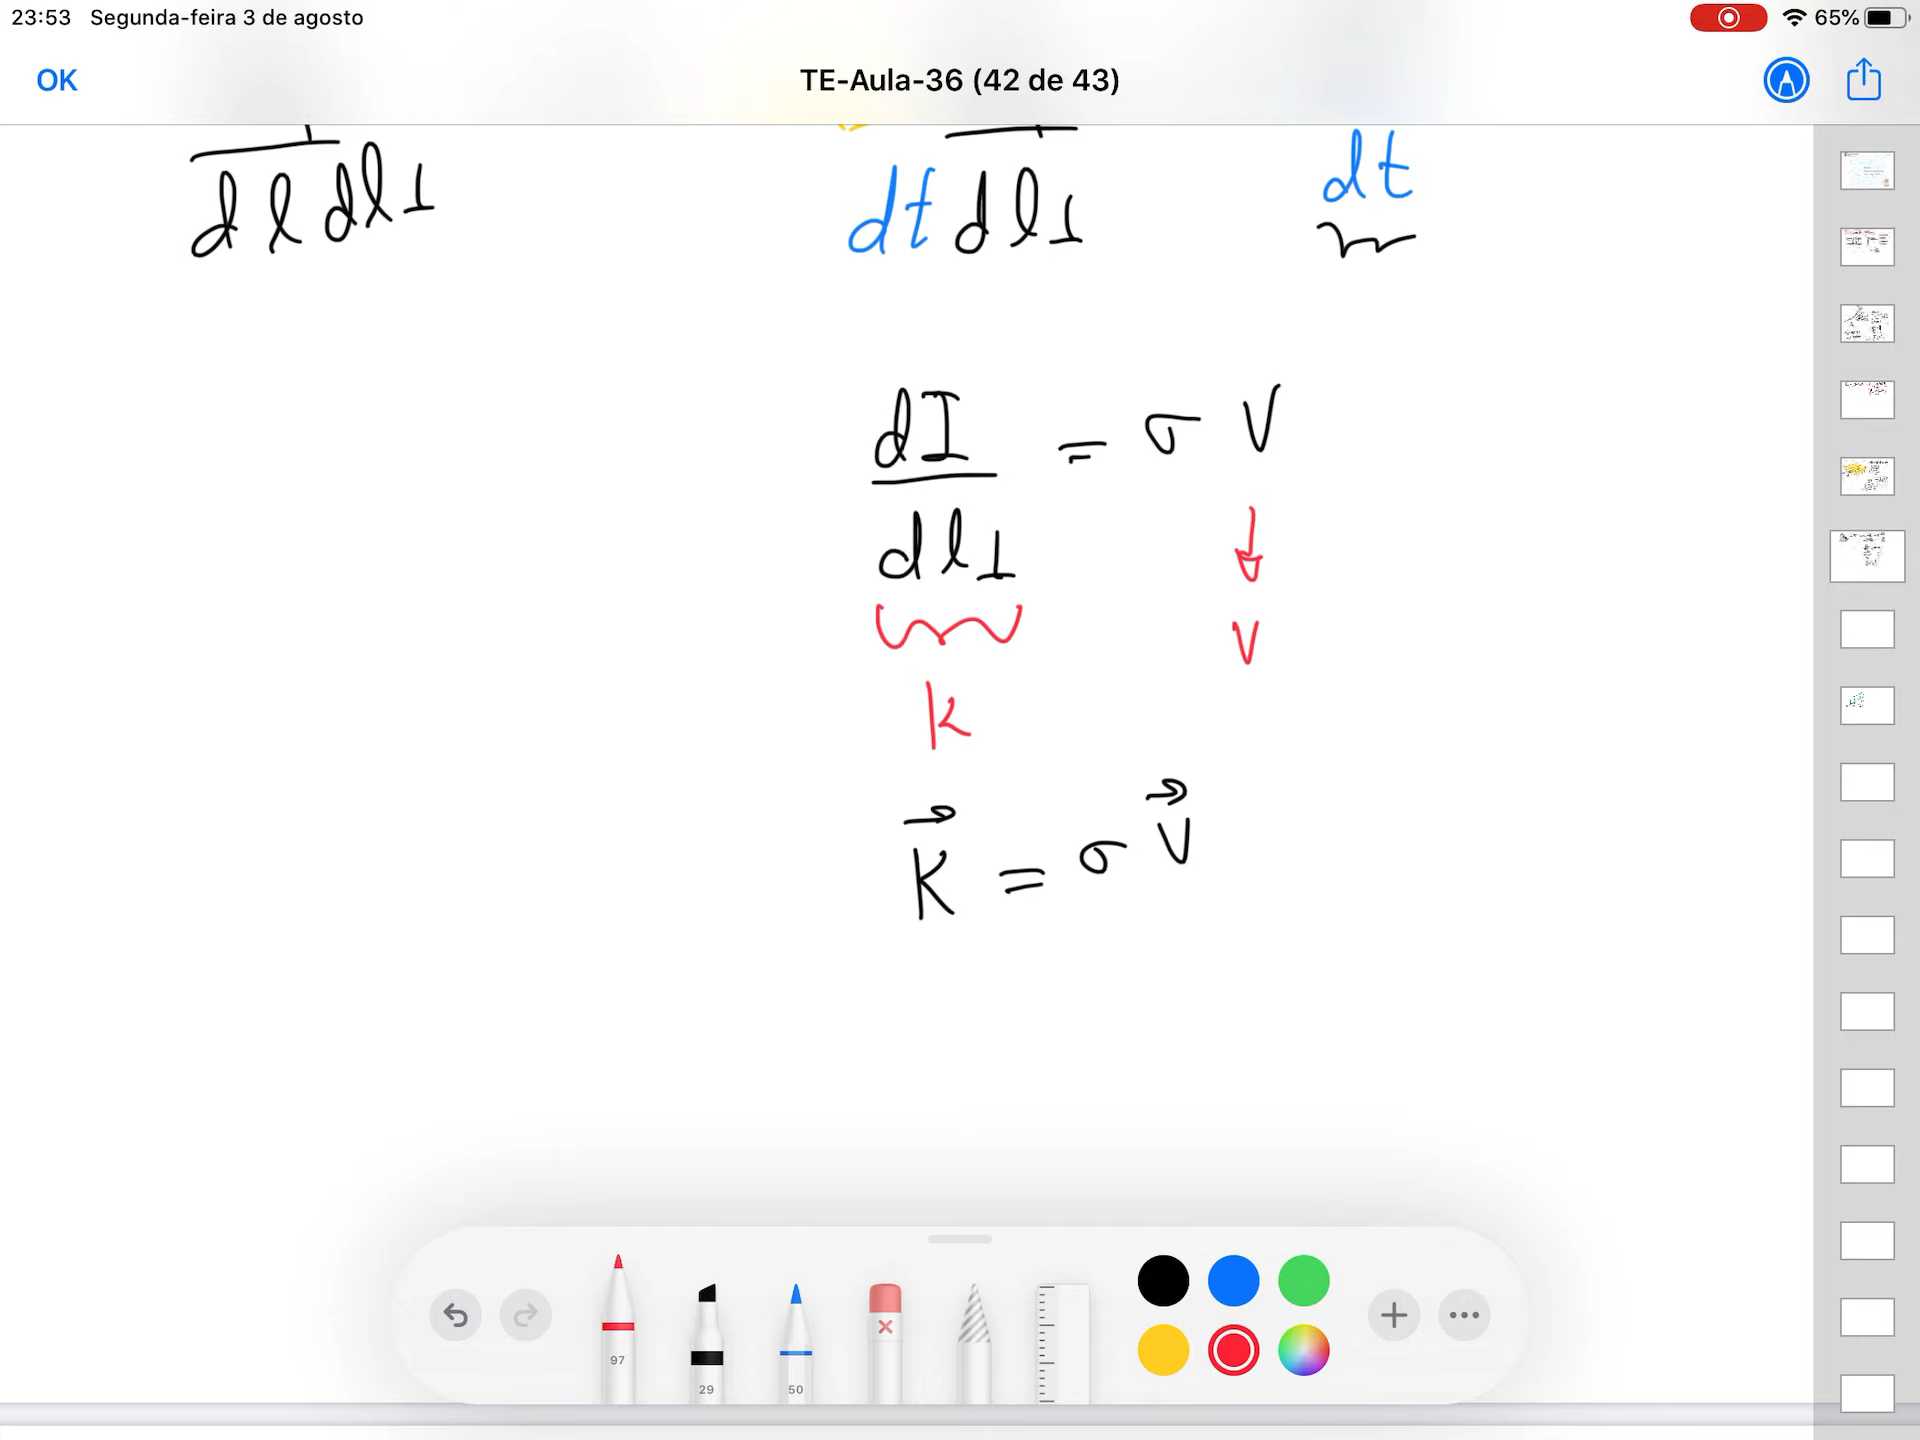 23:53 Segunda-feira 3 de agosto 65%
OK TE-Aula-36 (42 de 43)
dt
dl dl⊥ dt dl⊥
dI = σ V
dl⊥
V
K
K⃗ = σ V⃗
97 29 50